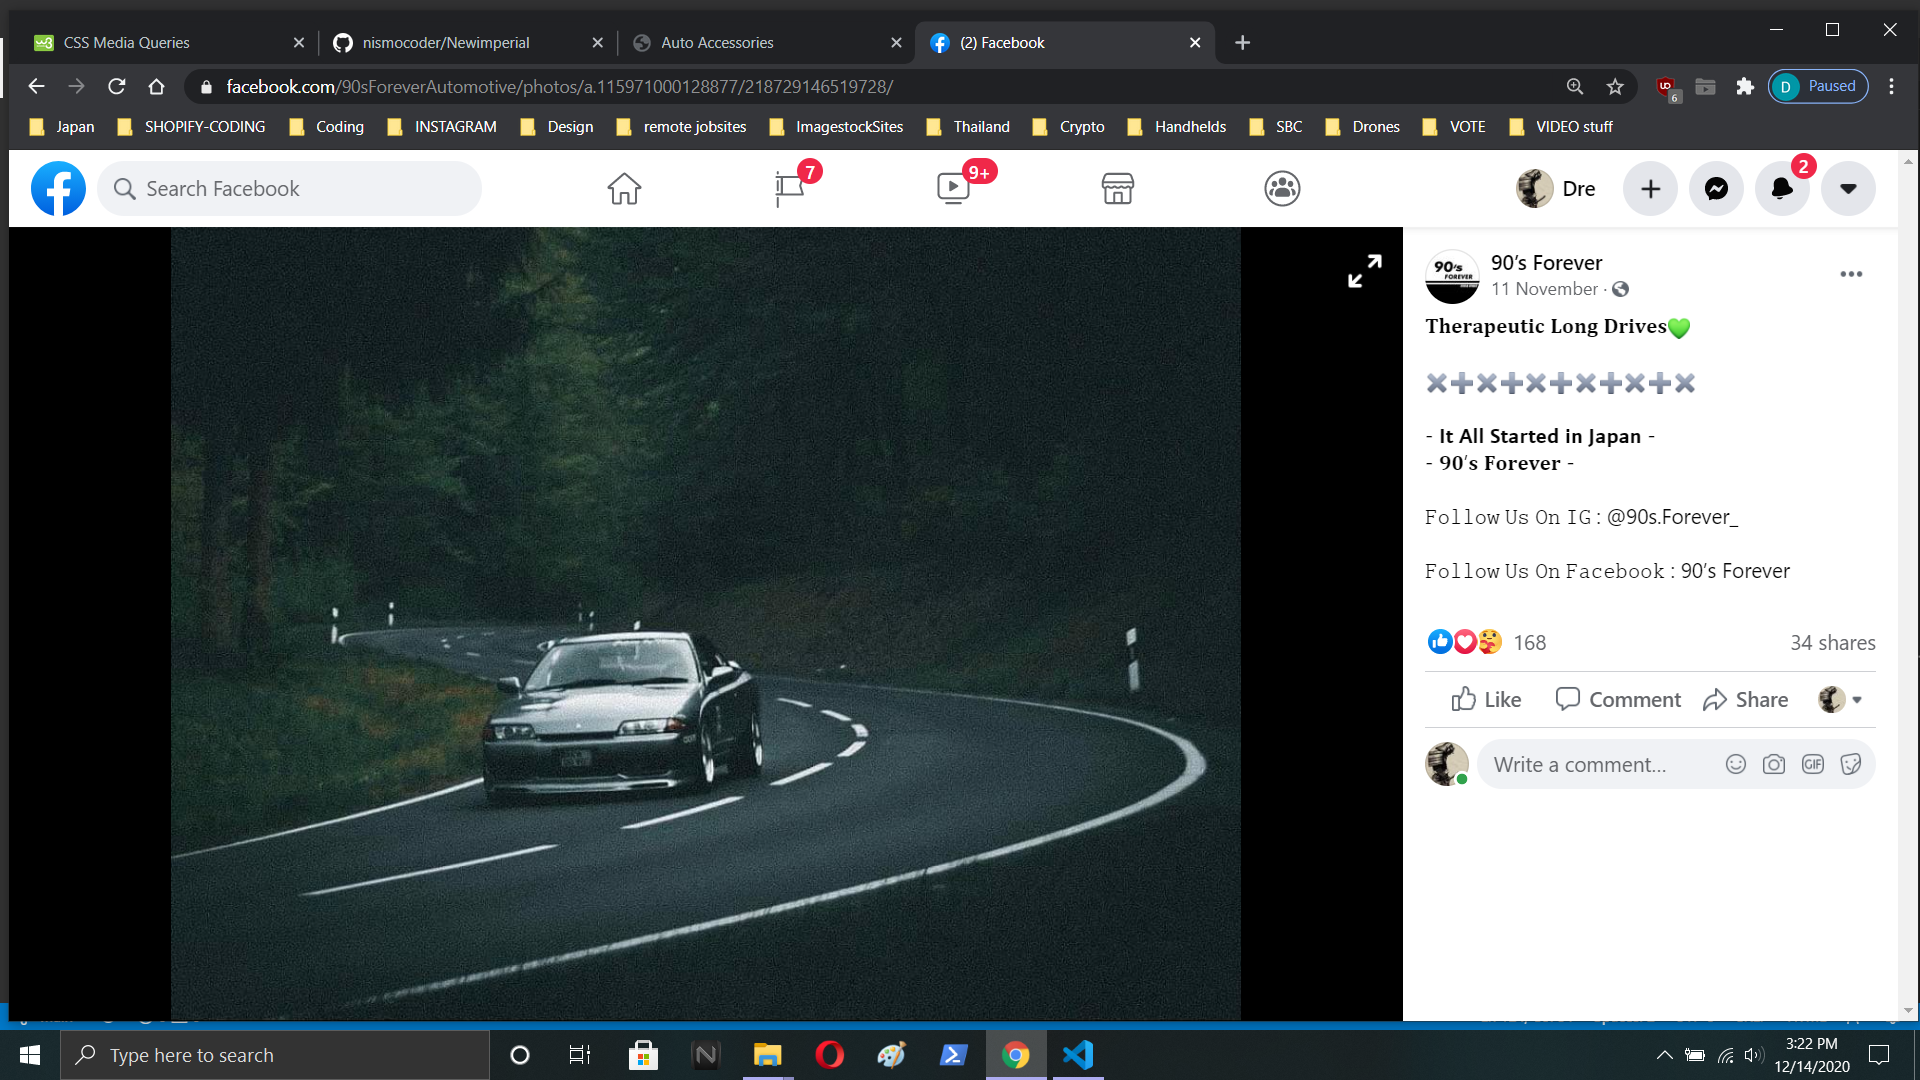 CSS Media Queries
nismocoder/Newimperial
Auto Accessories
(2) Facebook
facebook.com/90sForeverAutomotive/photos/a.115971000128877/218729146519728/
6
D Paused
Japan
SHOPIFY-CODING
Coding
INSTAGRAM
Design
remote jobsites
ImagestockSites
Thailand
Crypto
Handhelds
SBC
Drones
VOTE
VIDEO stuff
Search Facebook
7
9+
Dre
2
90's FOREVER
90's Forever
11 November ·
𝐓𝐡𝐞𝐫𝐚𝐩𝐞𝐮𝐭𝐢𝐜 𝐋𝐨𝐧𝐠 𝐃𝐫𝐢𝐯𝐞𝐬💚
✖➕✖➕✖➕✖➕✖➕✖
- 𝗜𝘁 𝗔𝗹𝗹 𝗦𝘁𝗮𝗿𝘁𝗲𝗱 𝗶𝗻 𝗝𝗮𝗽𝗮𝗻 -
- 𝟗𝟎'𝐬 𝐅𝐨𝐫𝐞𝐯𝐞𝐫 -
𝙵𝚘𝚕𝚕𝚘𝚠 𝚄𝚜 𝙾𝚗 𝙸𝙶 : @90s.Forever_
𝙵𝚘𝚕𝚕𝚘𝚠 𝚄𝚜 𝙾𝚗 𝙵𝚊𝚌𝚎𝚋𝚘𝚘𝚔 : 90's Forever
168
34 shares
Like
Comment
Share
Write a comment...
GIF
Type here to search
3:22 PM
12/14/2020